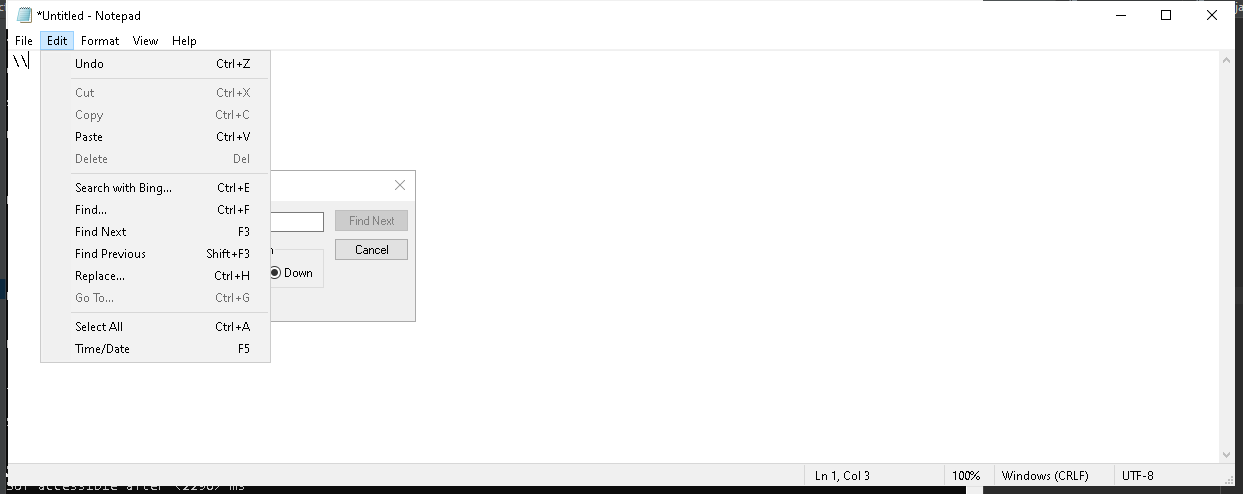 *Untitled - Notepad
File Edit Format View Help
\\
Undo Ctrl+Z
Cut Ctrl+X
Copy Ctrl+C
Paste Ctrl+V
Delete Del
Search with Bing... Ctrl+E
Find... Ctrl+F
Find Next F3
Find Previous Shift+F3
Replace... Ctrl+H
Go To... Ctrl+G
Select All Ctrl+A
Time/Date F5
Find Next
Cancel
Down
Ln 1, Col 3 100% Windows (CRLF) UTF-8
accessible after ms